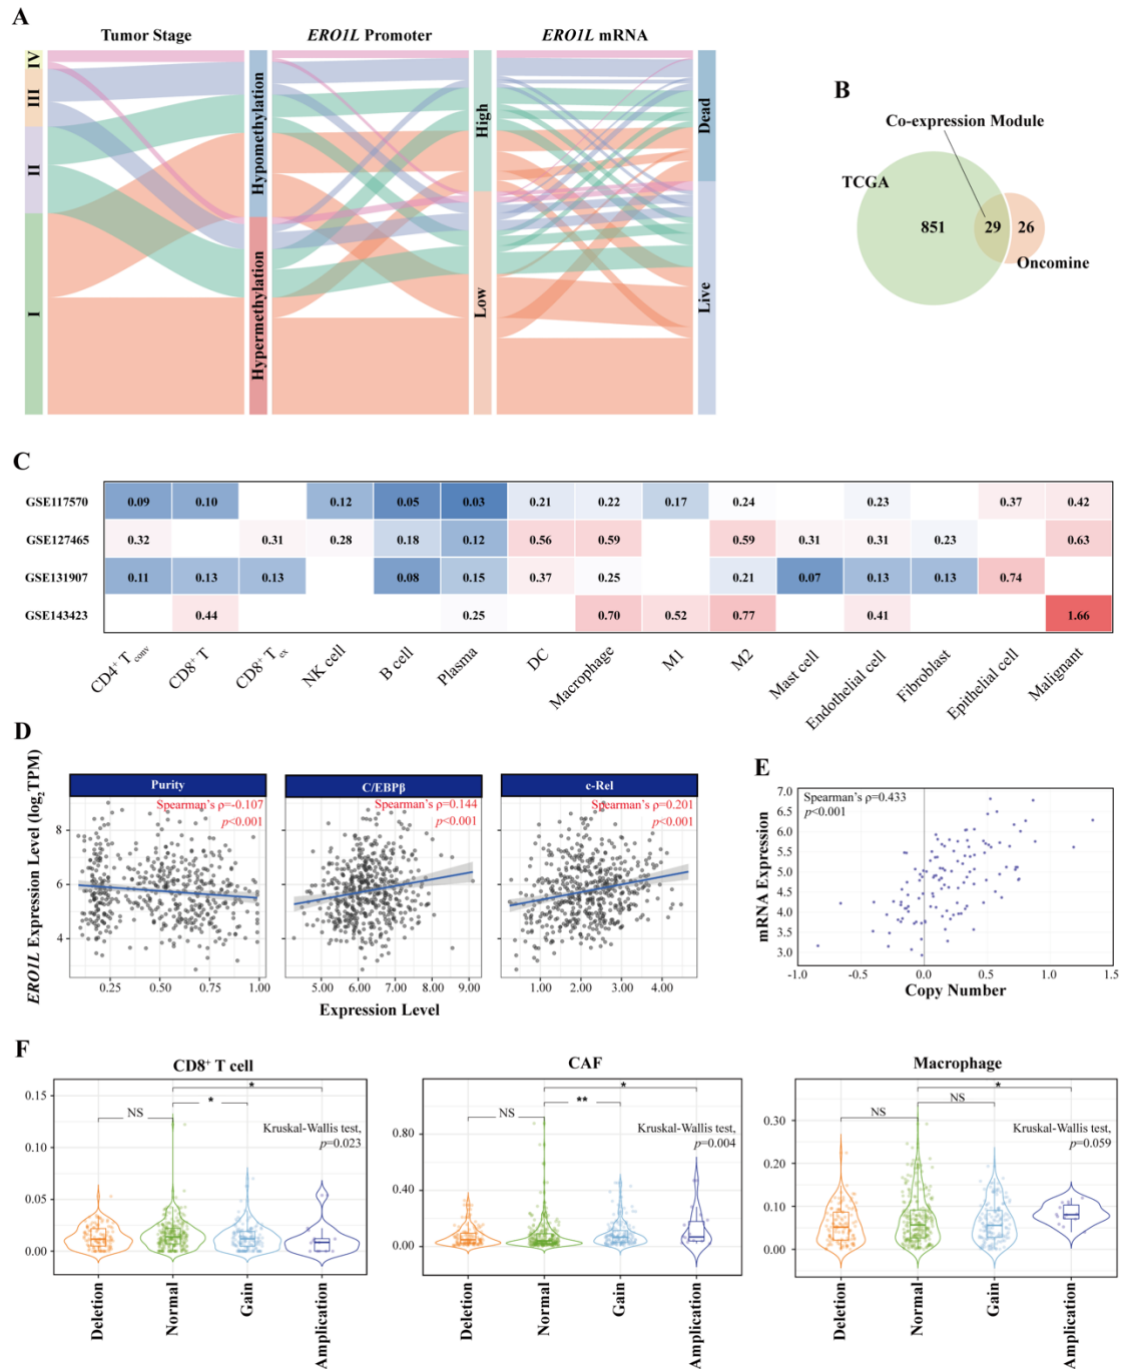 A
Tumor Stage
ERO1L Promoter
ERO1L mRNA
IV
III
II
I
Hypomethylation
Hypermethylation
High
Low
Dead
Live
B
Co-expression Module
TCGA
851
29
26
Oncomine
C
GSE117570 0.09 0.10 0.12 0.05 0.03 0.21 0.22 0.17 0.24 0.23 0.37 0.42
GSE127465 0.32 0.31 0.28 0.18 0.12 0.56 0.59 0.59 0.31 0.31 0.23 0.63
GSE131907 0.11 0.13 0.13 0.08 0.15 0.37 0.25 0.21 0.07 0.13 0.13 0.74
GSE143423 0.44 0.25 0.70 0.52 0.77 0.41 1.66
CD4⁺ T conv
CD8⁺ T
CD8⁺ T ex
NK cell
B cell
Plasma
DC
Macrophage
M1
M2
Mast cell
Endothelial cell
Fibroblast
Epithelial cell
Malignant
D
ERO1L Expression Level (log₂TPM)
Purity
Spearman's ρ=-0.107
p<0.001
C/EBPβ
Spearman's ρ=0.144
p<0.001
c-Rel
Spearman's ρ=0.201
p<0.001
8
6
4
0.25 0.50 0.75 1.00
5.00 6.00 7.00 8.00 9.00
1.00 2.00 3.00 4.00
Expression Level
E
Spearman's ρ=0.433
p<0.001
mRNA Expression
7.0
6.5
6.0
5.5
5.0
4.5
4.0
3.5
3.0
-1.0 -0.5 0.0 0.5 1.0 1.5
Copy Number
F
CD8⁺ T cell
0.15
0.10
0.05
0.00
NS
*
*
Kruskal-Wallis test,
p=0.023
Deletion
Normal
Gain
Amplication
CAF
0.80
0.40
0.00
NS
**
*
Kruskal-Wallis test,
p=0.004
Deletion
Normal
Gain
Amplication
Macrophage
0.30
0.20
0.10
0.00
NS
NS
*
Kruskal-Wallis test,
p=0.059
Deletion
Normal
Gain
Amplication